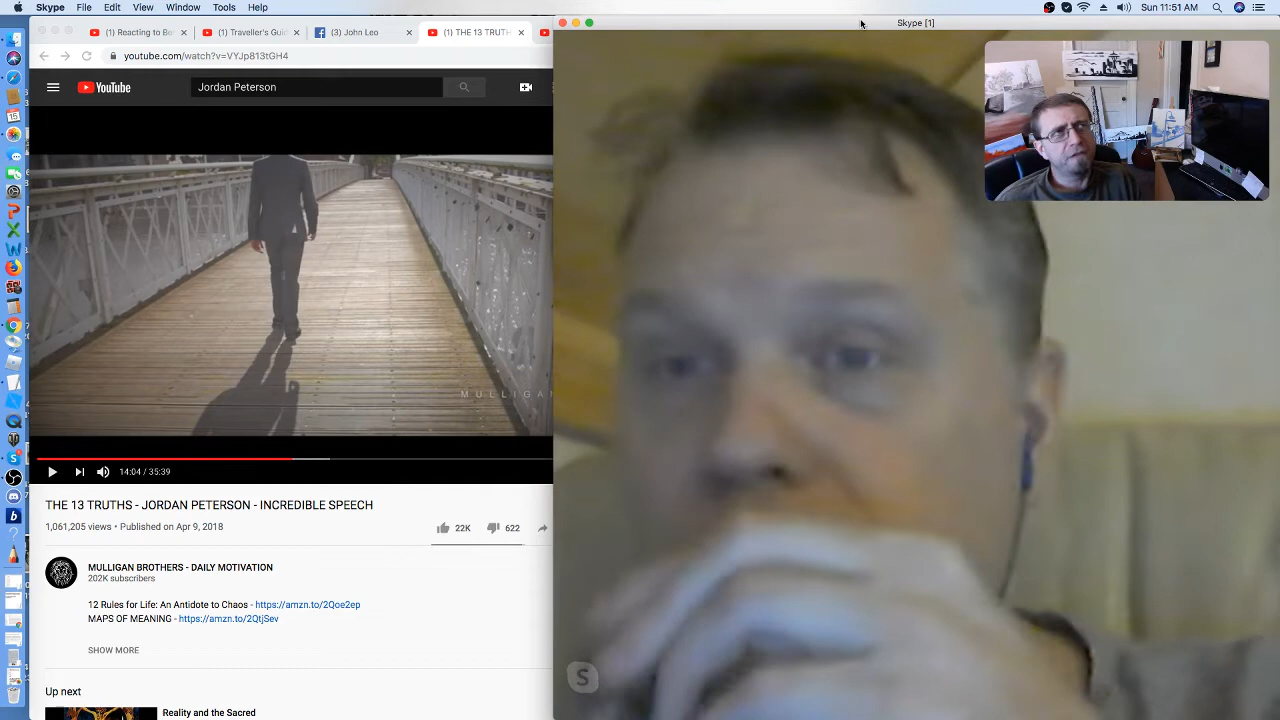 Skype File Edit View Window Tools Help
Sun 11:51 AM
(1) Reacting to Be
(1) Traveller's Gui
(3) John Leo
(1) THE 13 TRUTH
Skype [1]
youtube.com/watch?v=VYJp813tGH4
YouTube
Jordan Peterson
MULLIGAN
14:04 / 35:39
THE 13 TRUTHS - JORDAN PETERSON - INCREDIBLE SPEECH
1,061,205 views • Published on Apr 9, 2018
22K
622
MULLIGAN BROTHERS - DAILY MOTIVATION
202K subscribers
12 Rules for Life: An Antidote to Chaos - https://amzn.to/2Qoe2ep
MAPS OF MEANING - https://amzn.to/2QtjSev
SHOW MORE
Up next
Reality and the Sacred